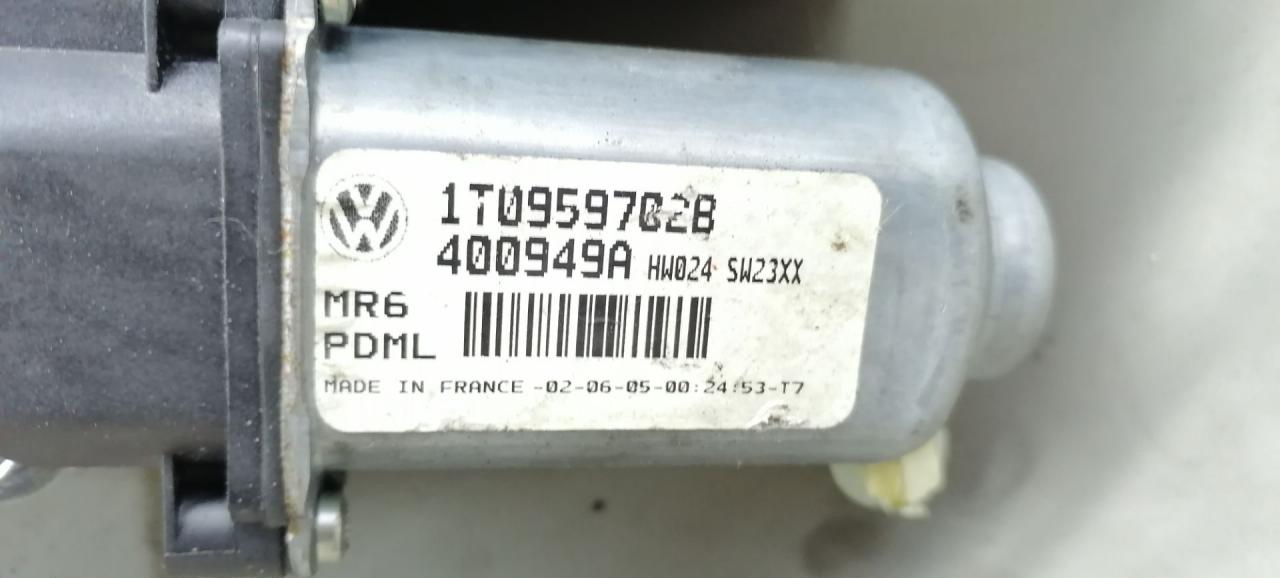 1T0959702B
400949A HW024 SW23XX
MR6
PDML
MADE IN FRANCE -02-06-05-00:24:53-T7